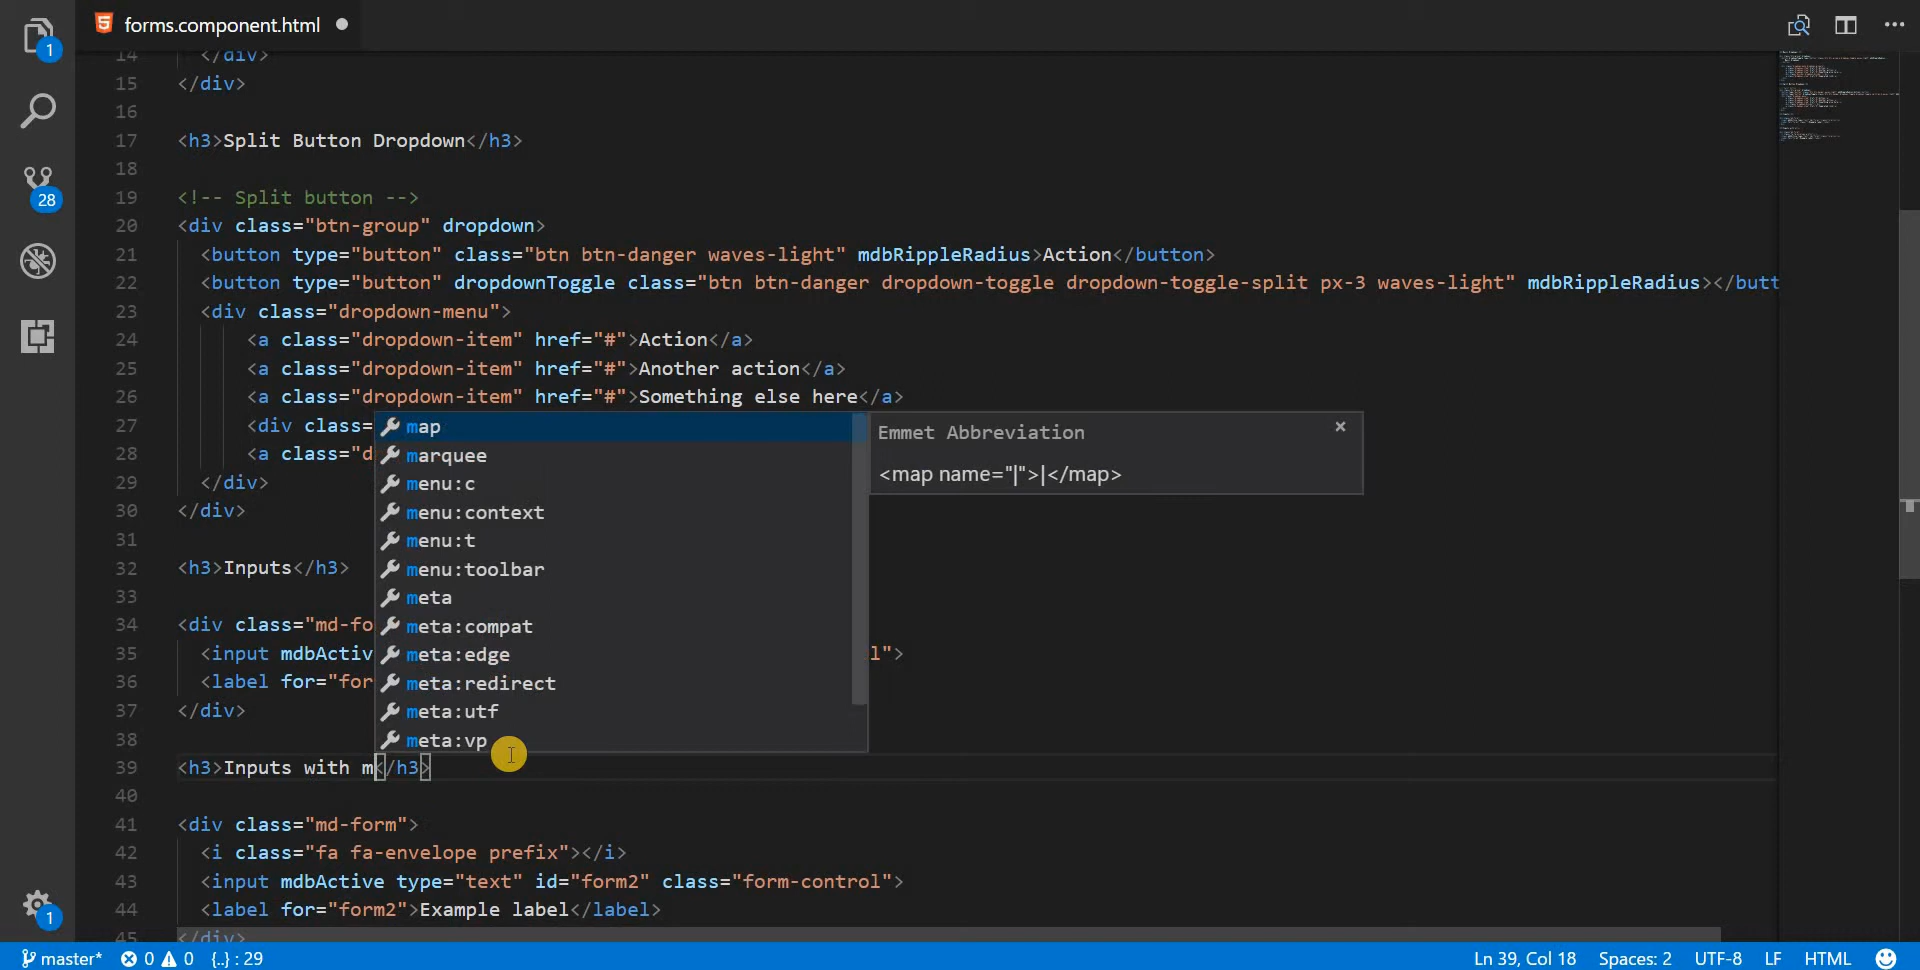 forms.component.html
1
14 </div>
15 </div>
16
17 <h3>Split Button Dropdown</h3>
18
19 <!-- Split button -->
28
20 <div class="btn-group" dropdown>
21 <button type="button" class="btn btn-danger waves-light" mdbRippleRadius>Action</button>
22 <button type="button" dropdownToggle class="btn btn-danger dropdown-toggle dropdown-toggle-split px-3 waves-light" mdbRippleRadius></butt
23 <div class="dropdown-menu">
24 <a class="dropdown-item" href="#">Action</a>
25 <a class="dropdown-item" href="#">Another action</a>
26 <a class="dropdown-item" href="#">Something else here</a>
27 <div class=
28 <a class="d
29 </div>
30 </div>
31
32 <h3>Inputs</h3>
33
34 <div class="md-fo
35 <input mdbActiv l">
36 <label for="for
37 </div>
38
39 <h3>Inputs with m</h3>
40
41 <div class="md-form">
42 <i class="fa fa-envelope prefix"></i>
43 <input mdbActive type="text" id="form2" class="form-control">
44 <label for="form2">Example label</label>
45 </div>
map
marquee
menu:c
menu:context
menu:t
menu:toolbar
meta
meta:compat
meta:edge
meta:redirect
meta:utf
meta:vp
Emmet Abbreviation ×
<map name="|">|</map>
1
master* 0 0 {..} : 29 Ln 39, Col 18 Spaces: 2 UTF-8 LF HTML